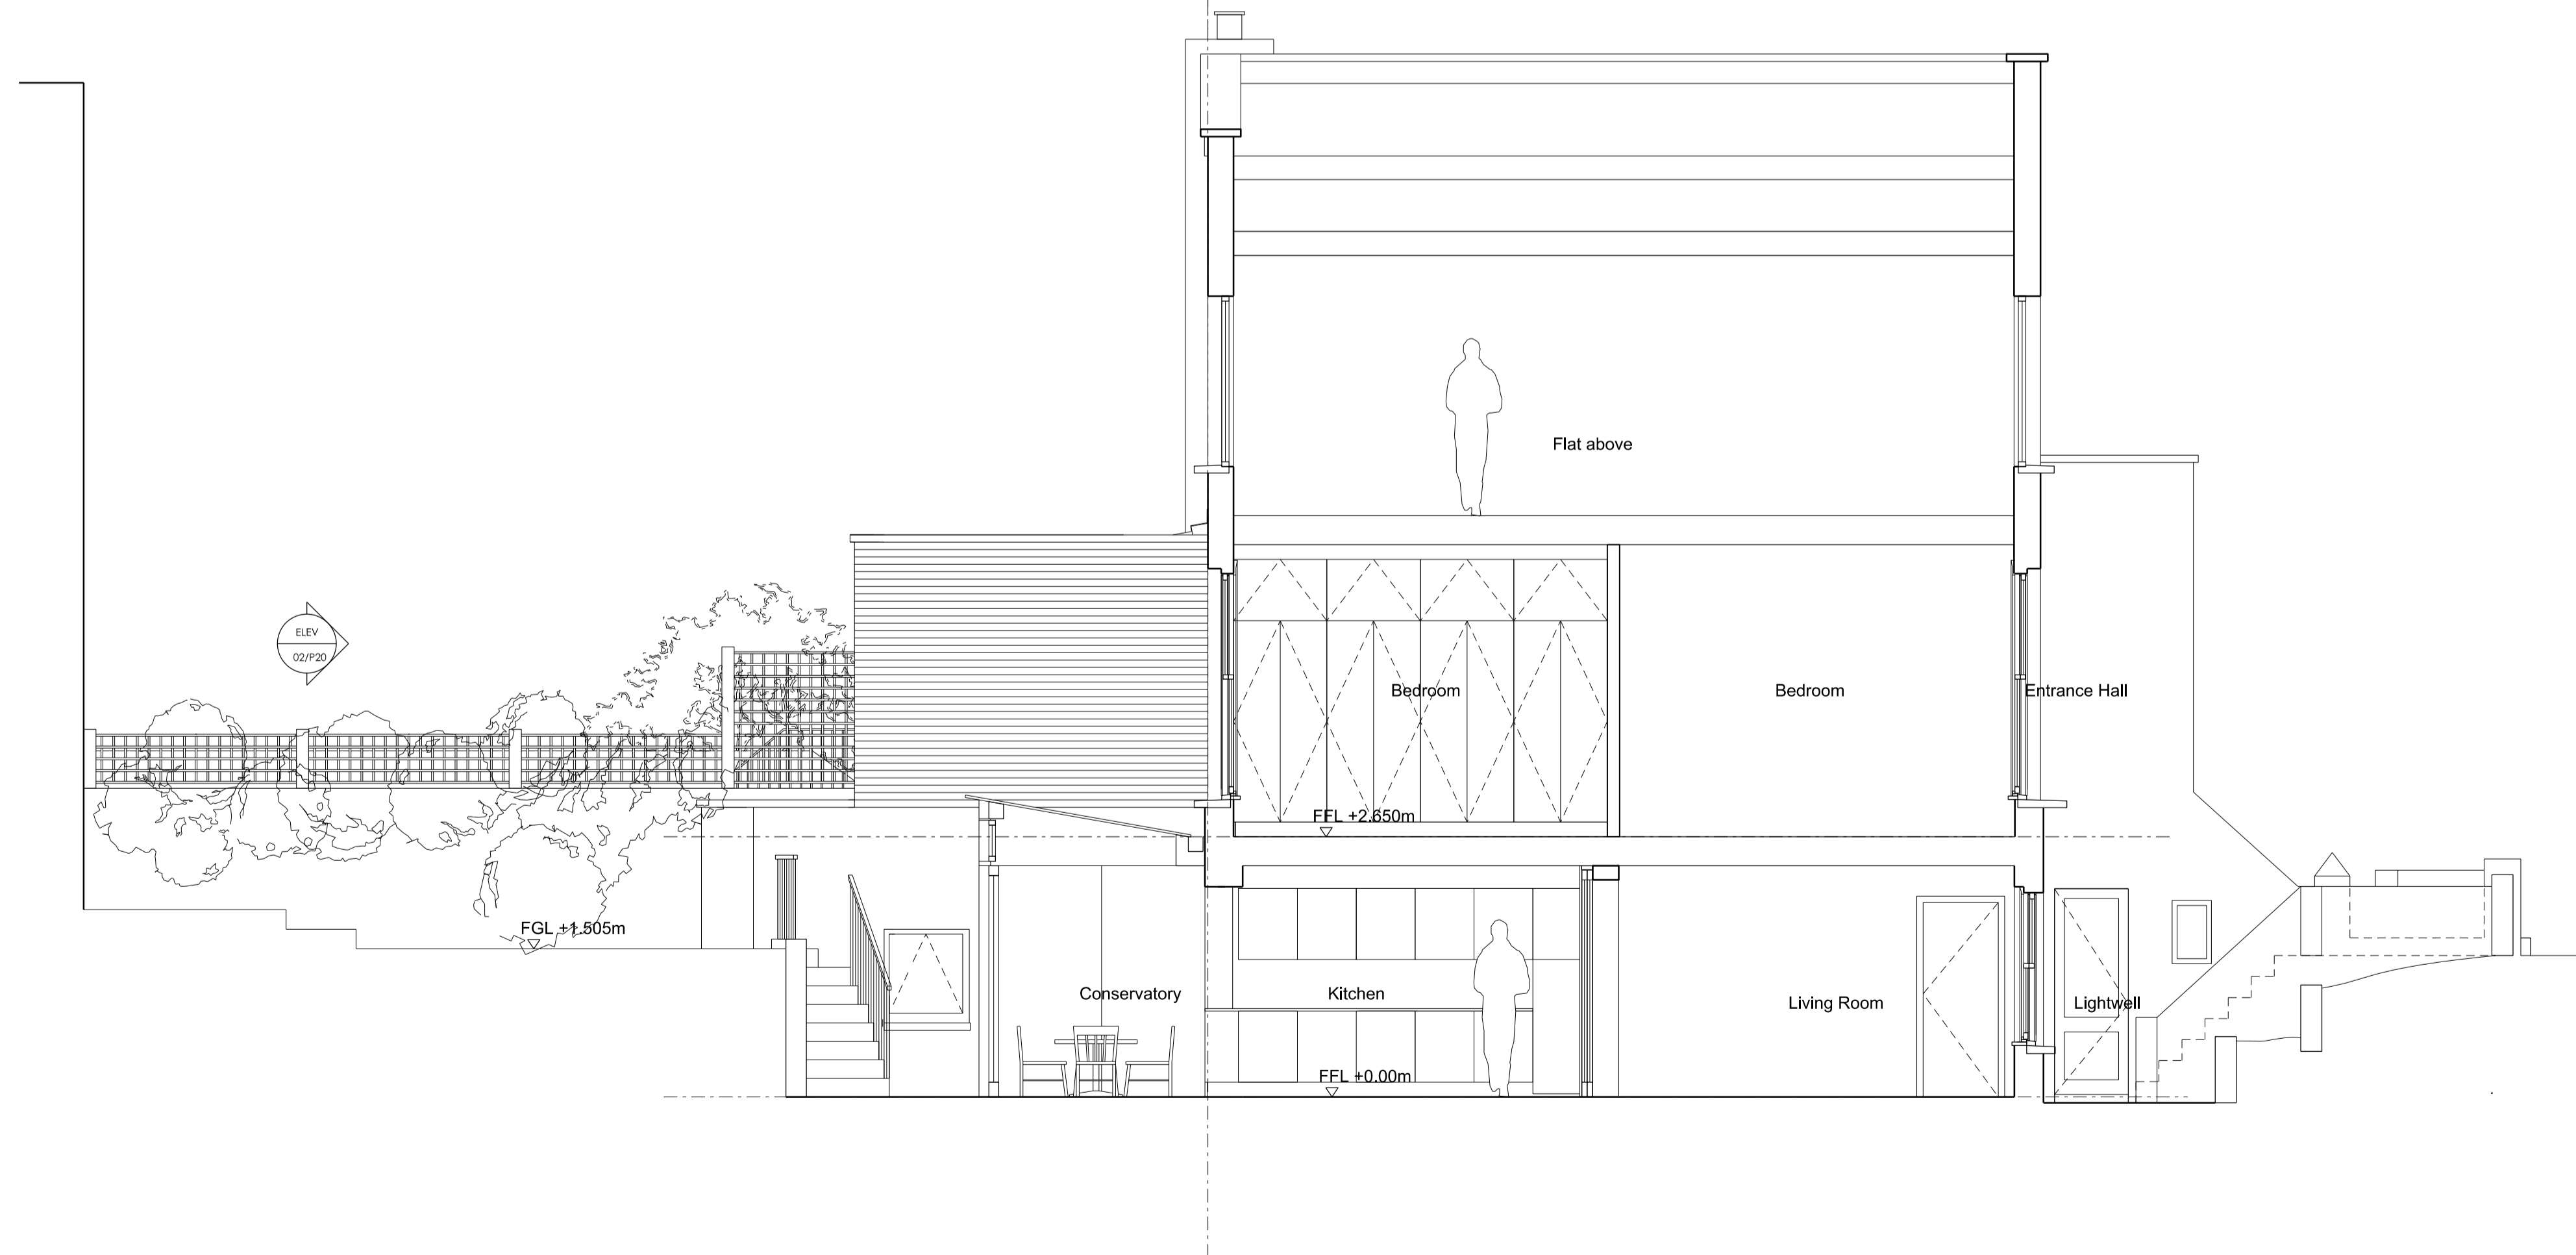 Flat above
ELEV
02/P20
Bedroom
Bedroom
Entrance Hall
FFL +2.650m
FGL +1.505m
Conservatory
Kitchen
Living Room
Lightwell
FFL +0.00m